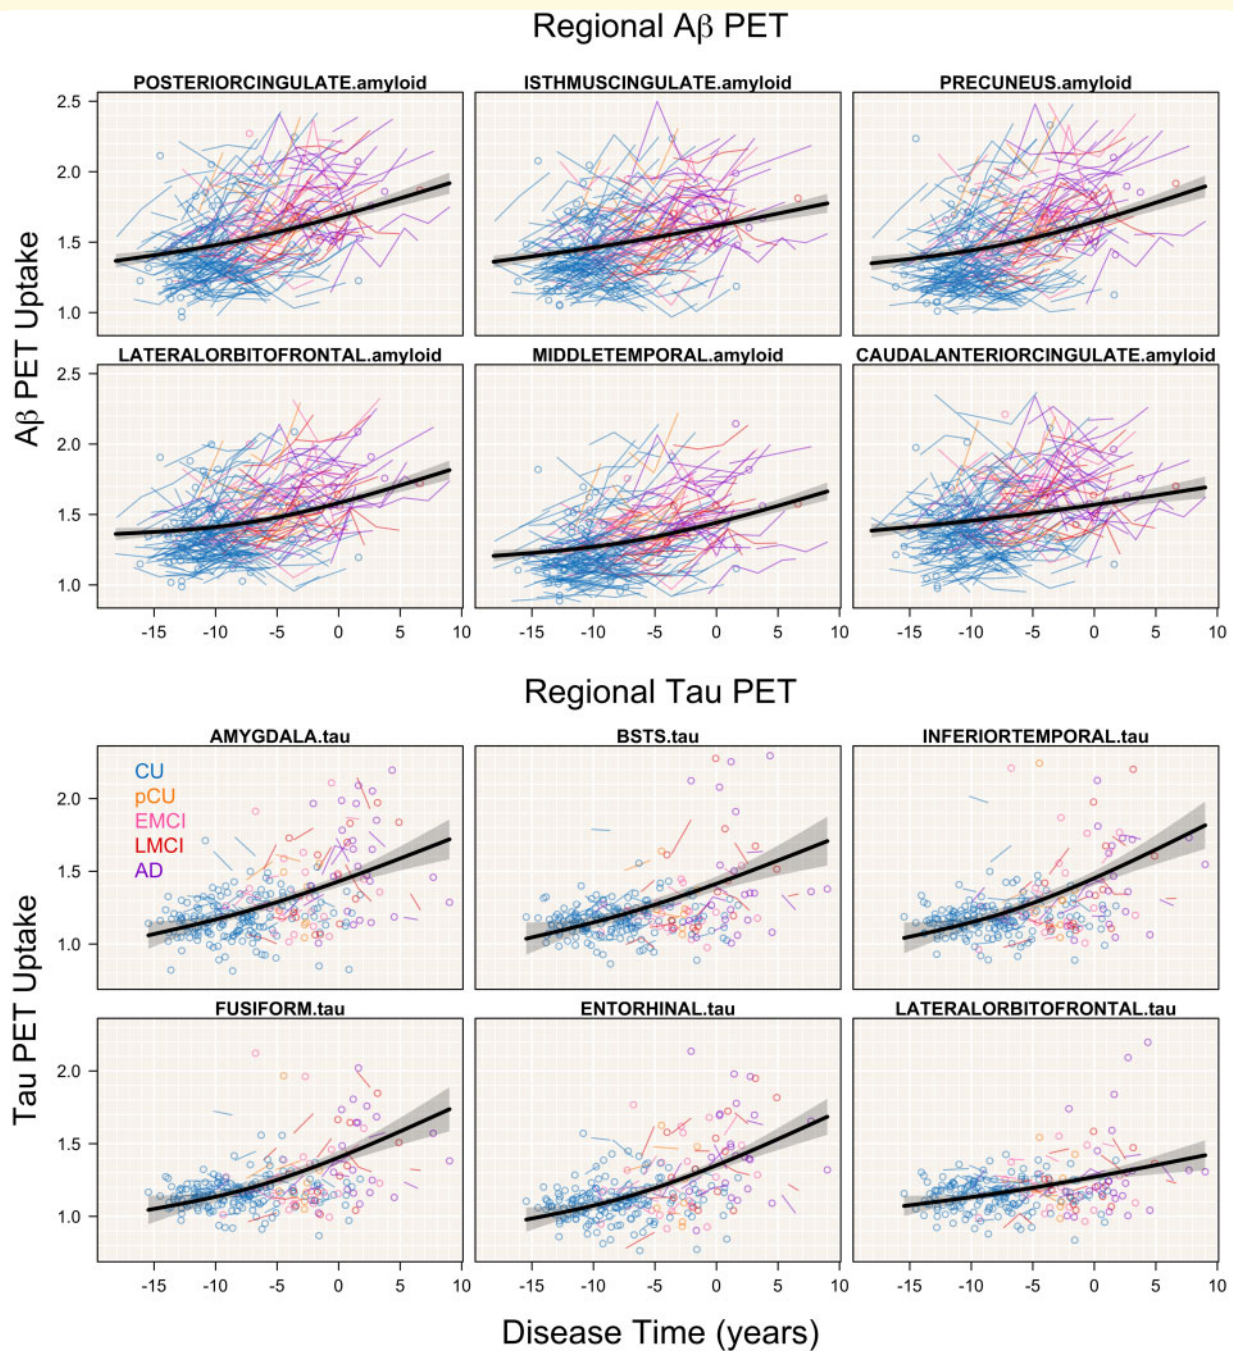 Regional Aβ PET
POSTERIORCINGULATE.amyloid
ISTHMUSCINGULATE.amyloid
PRECUNEUS.amyloid
2.5
2.0
1.5
1.0
LATERALORBITOFRONTAL.amyloid
MIDDLETEMPORAL.amyloid
CAUDALANTERIORCINGULATE.amyloid
2.5
2.0
1.5
1.0
Aβ PET Uptake
-15 -10 -5 0 5 10
-15 -10 -5 0 5 10
-15 -10 -5 0 5 10
Regional Tau PET
AMYGDALA.tau
BSTS.tau
INFERIORTEMPORAL.tau
CU
pCU
EMCI
LMCI
AD
2.0
1.5
1.0
FUSIFORM.tau
ENTORHINAL.tau
LATERALORBITOFRONTAL.tau
2.0
1.5
1.0
Tau PET Uptake
-15 -10 -5 0 5 10
-15 -10 -5 0 5 10
-15 -10 -5 0 5 10
Disease Time (years)